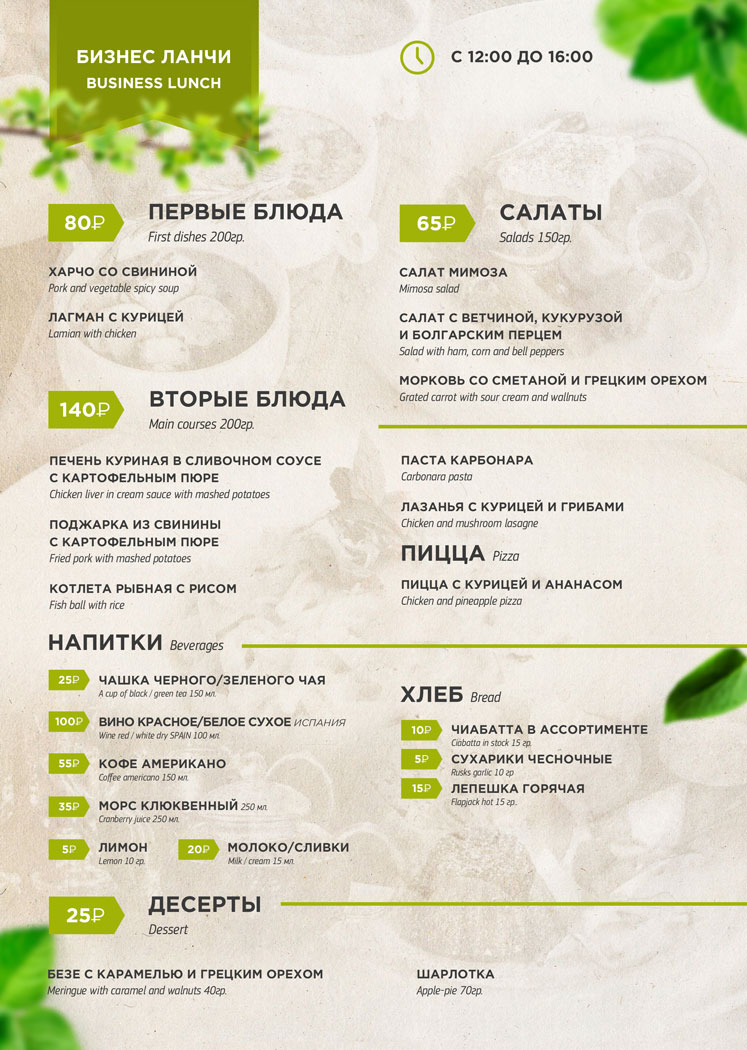 БИЗНЕС ЛАНЧИ
BUSINESS LUNCH
С 12:00 ДО 16:00
80₽
ПЕРВЫЕ БЛЮДА
First dishes 200гр.
ХАРЧО СО СВИНИНОЙ
Pork and vegetable spicy soup
ЛАГМАН С КУРИЦЕЙ
Lamian with chicken
65₽
САЛАТЫ
Salads 150гр.
САЛАТ МИМОЗА
Mimosa salad
САЛАТ С ВЕТЧИНОЙ, КУКУРУЗОЙ
И БОЛГАРСКИМ ПЕРЦЕМ
Salad with ham, corn and bell peppers
МОРКОВЬ СО СМЕТАНОЙ И ГРЕЦКИМ ОРЕХОМ
Grated carrot with sour cream and wallnuts
140₽
ВТОРЫЕ БЛЮДА
Main courses 200гр.
ПЕЧЕНЬ КУРИНАЯ В СЛИВОЧНОМ СОУСЕ
С КАРТОФЕЛЬНЫМ ПЮРЕ
Chicken liver in cream sauce with mashed potatoes
ПОДЖАРКА ИЗ СВИНИНЫ
С КАРТОФЕЛЬНЫМ ПЮРЕ
Fried pork with mashed potatoes
КОТЛЕТА РЫБНАЯ С РИСОМ
Fish ball with rice
ПАСТА КАРБОНАРА
Carbonara pasta
ЛАЗАНЬЯ С КУРИЦЕЙ И ГРИБАМИ
Chicken and mushroom lasagne
ПИЦЦА Pizza
ПИЦЦА С КУРИЦЕЙ И АНАНАСОМ
Chicken and pineapple pizza
НАПИТКИ Beverages
25₽ ЧАШКА ЧЕРНОГО/ЗЕЛЕНОГО ЧАЯ
A cup of black / green tea 150 мл.
100₽ ВИНО КРАСНОЕ/БЕЛОЕ СУХОЕ ИСПАНИЯ
Wine red / white dry SPAIN 100 мл.
55₽ КОФЕ АМЕРИКАНО
Coffee americano 150 мл.
35₽ МОРС КЛЮКВЕННЫЙ 250 мл.
Cranberry juice 250 мл.
5₽ ЛИМОН
Lemon 10 гр.
20₽ МОЛОКО/СЛИВКИ
Milk / cream 15 мл.
ХЛЕБ Bread
10₽ ЧИАБАТТА В АССОРТИМЕНТЕ
Ciabatta in stock 15 гр.
5₽ СУХАРИКИ ЧЕСНОЧНЫЕ
Rusks garlic 10 гр
15₽ ЛЕПЕШКА ГОРЯЧАЯ
Flapjack hot 15 гр.
25₽
ДЕСЕРТЫ
Dessert
БЕЗЕ С КАРАМЕЛЬЮ И ГРЕЦКИМ ОРЕХОМ
Meringue with caramel and walnuts 40гр.
ШАРЛОТКА
Apple-pie 70гр.